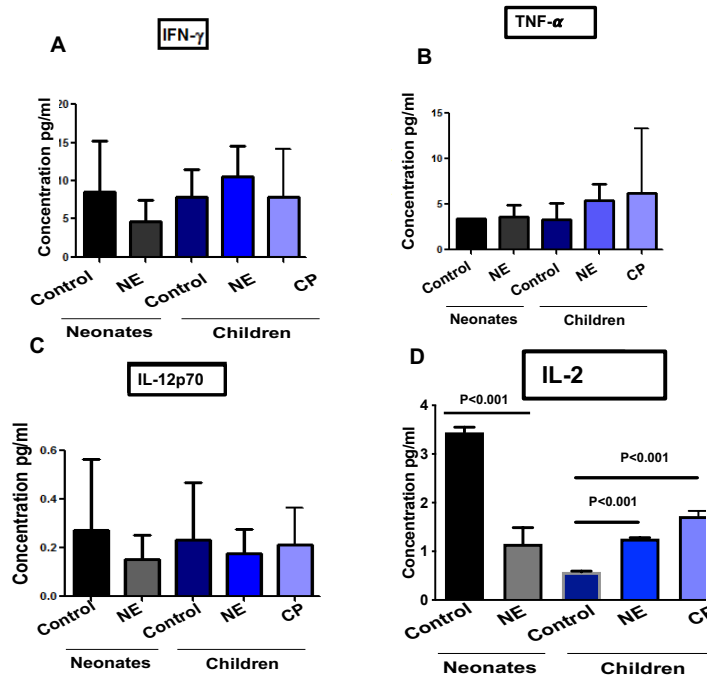 A
IFN-γ
Concentration pg/ml
20
15
10
5
0
Control
NE
Control
NE
CP
Neonates
Children
B
TNF-α
Concentration pg/ml
15
10
5
0
Control
NE
Control
NE
CP
Neonates
Children
C
IL-12p70
Concentration pg/ml
0.6
0.4
0.2
0.0
Control
NE
Control
NE
CP
Neonates
Children
D
IL-2
P<0.001
P<0.001
P<0.001
Concentration pg/ml
4
3
2
1
0
Control
NE
Control
NE
CP
Neonates
Children